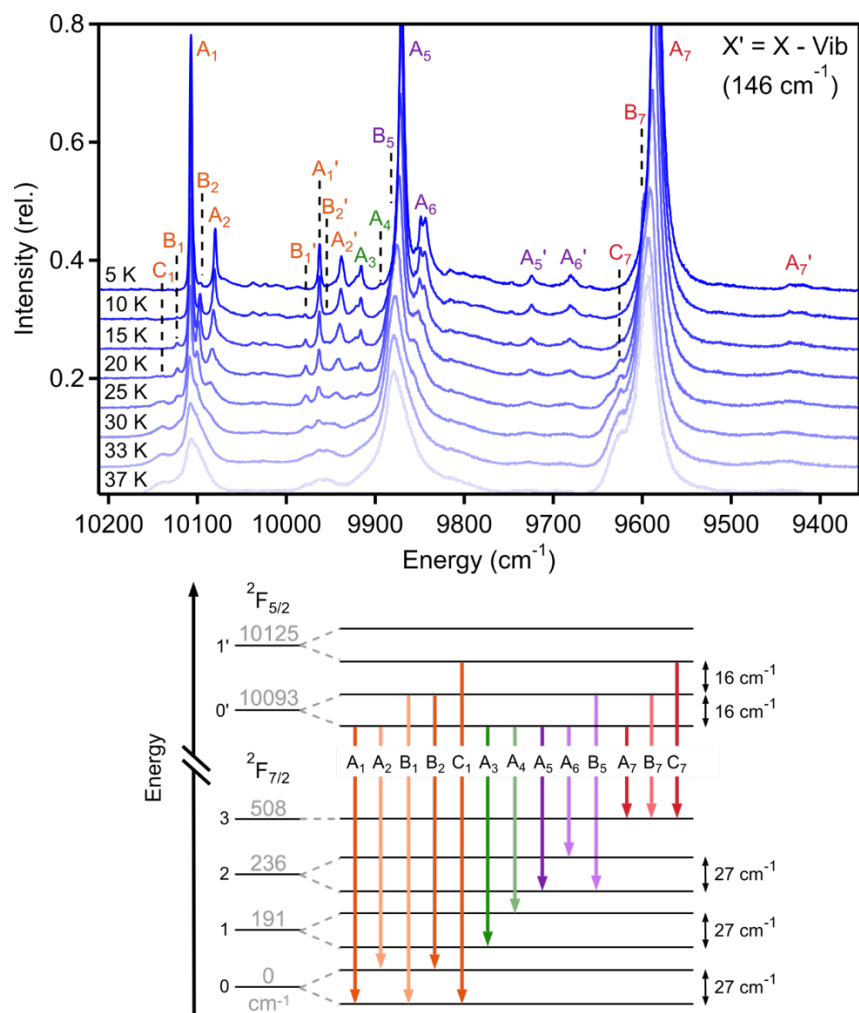 0.8
0.6
0.4
0.2
Intensity (rel.)
A₁
A₅
A₇
X' = X - Vib
(146 cm⁻¹)
B₇
B₅
A₁'
B₂
B₂'
A₄
A₆
A₂
B₁
A₂'
C₁
B₁'
A₃
A₅'
A₆'
C₇
A₇'
5 K
10 K
15 K
20 K
25 K
30 K
33 K
37 K
10200 10100 10000 9900 9800 9700 9600 9500 9400
Energy (cm⁻¹)
Energy
²F₅/₂
10125
1'
16 cm⁻¹
10093
0'
16 cm⁻¹
²F₇/₂
A₁ A₂ B₁ B₂ C₁ A₃ A₄ A₅ A₆ B₅ A₇ B₇ C₇
508
3
236
2
27 cm⁻¹
191
1
27 cm⁻¹
0
0
27 cm⁻¹
cm⁻¹